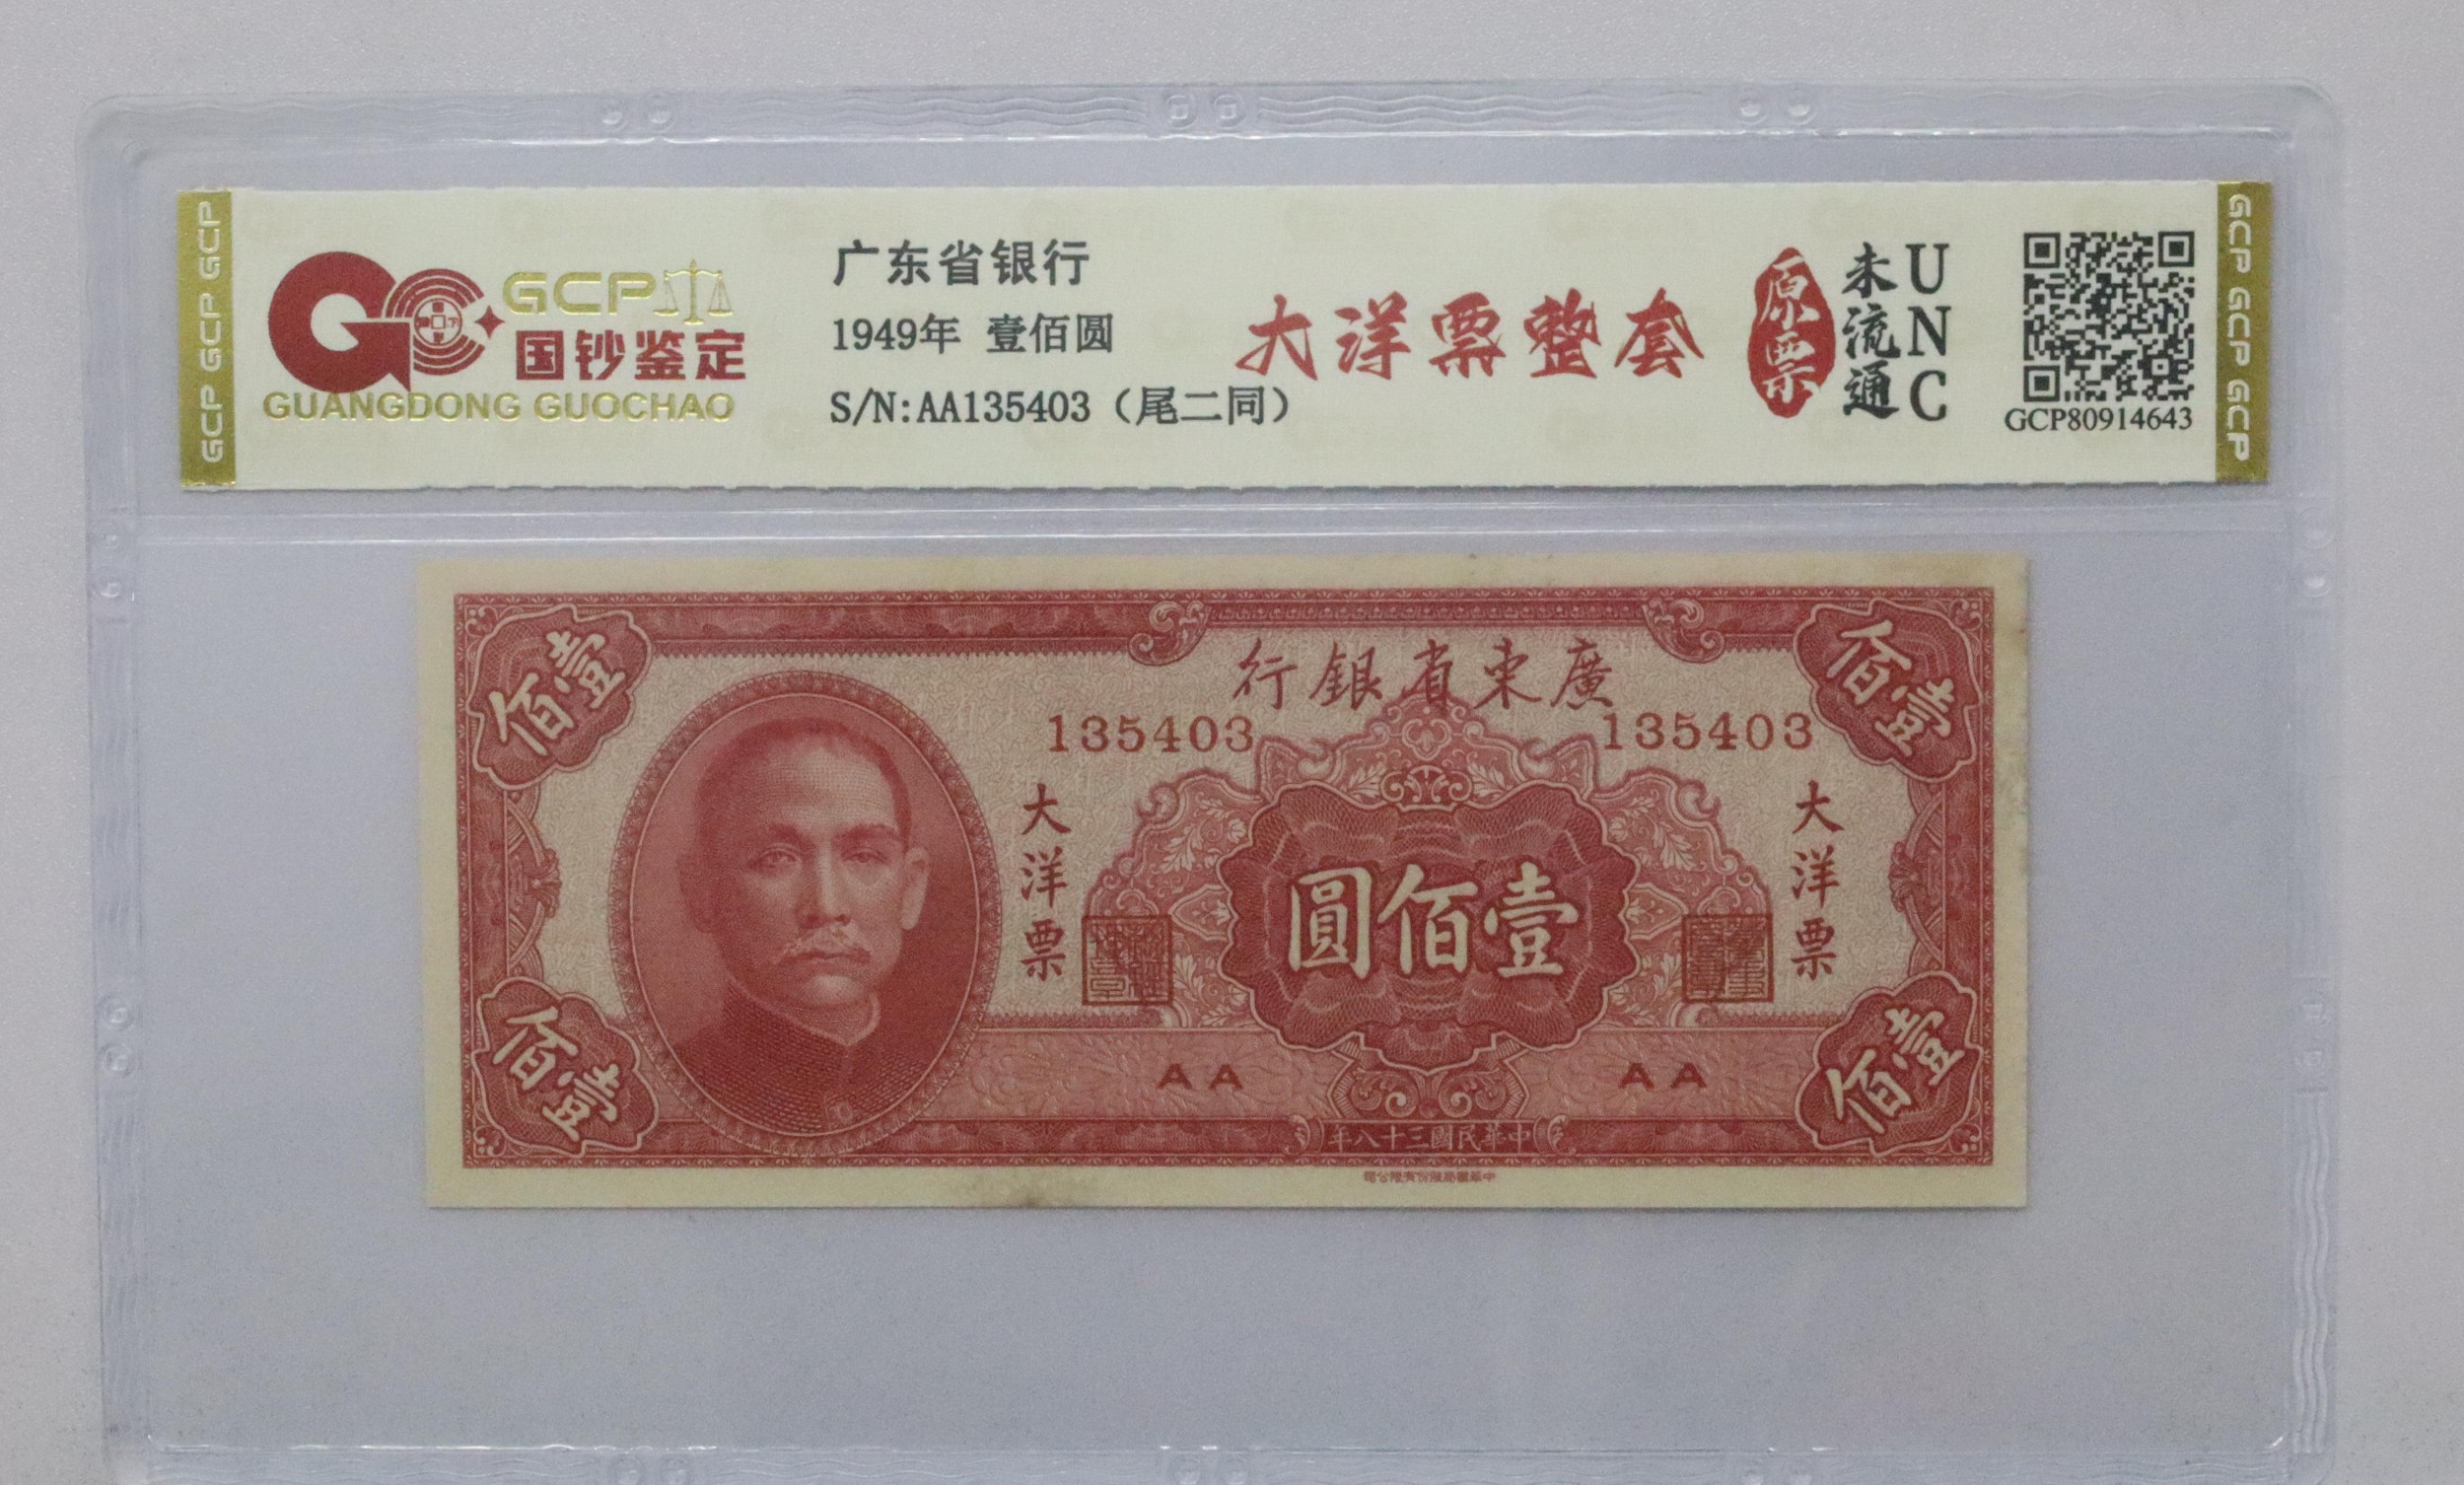 GCP GCP GCP
GCP
国钞鉴定
GUANGDONG GUOCHAO
广东省银行
1949年 壹佰圆
S/N:AA135403（尾二同）
大洋票整套
原票
未流通
UNC
GCP80914643
GCP GCP GCP
廣東省銀行
壹佰
壹佰
135403
135403
大洋票
大洋票
壹佰圓
AA
AA
壹佰
壹佰
中華民國三十八年